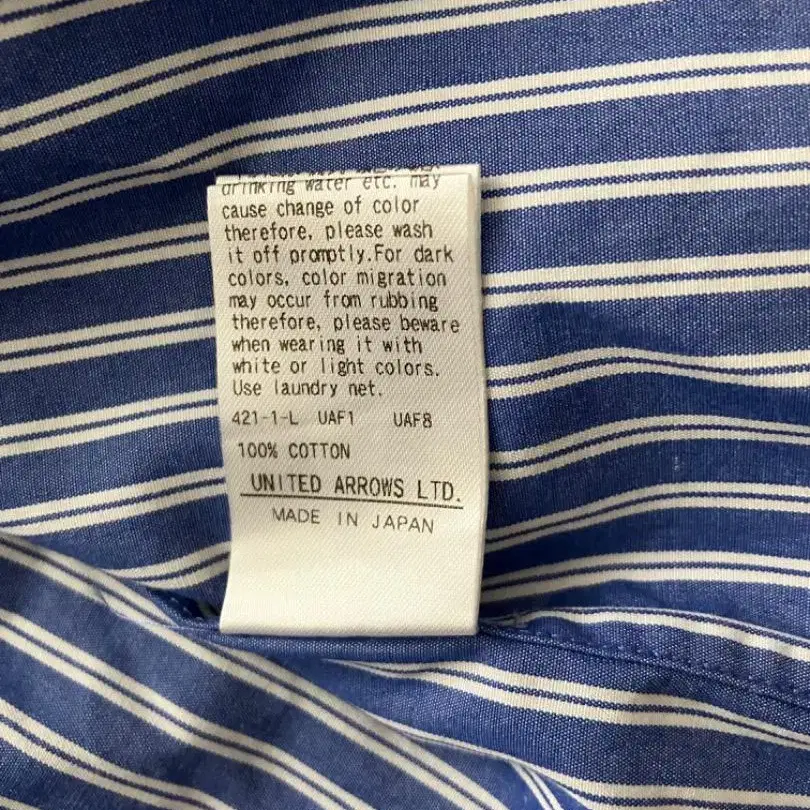 drinking water etc. may
cause change of color
therefore, please wash
it off promptly.For dark
colors, color migration
may occur from rubbing
therefore, please beware
when wearing it with
white or light colors.
Use laundry net.
421-1-L UAF1 UAF8
100% COTTON
UNITED ARROWS LTD.
MADE IN JAPAN